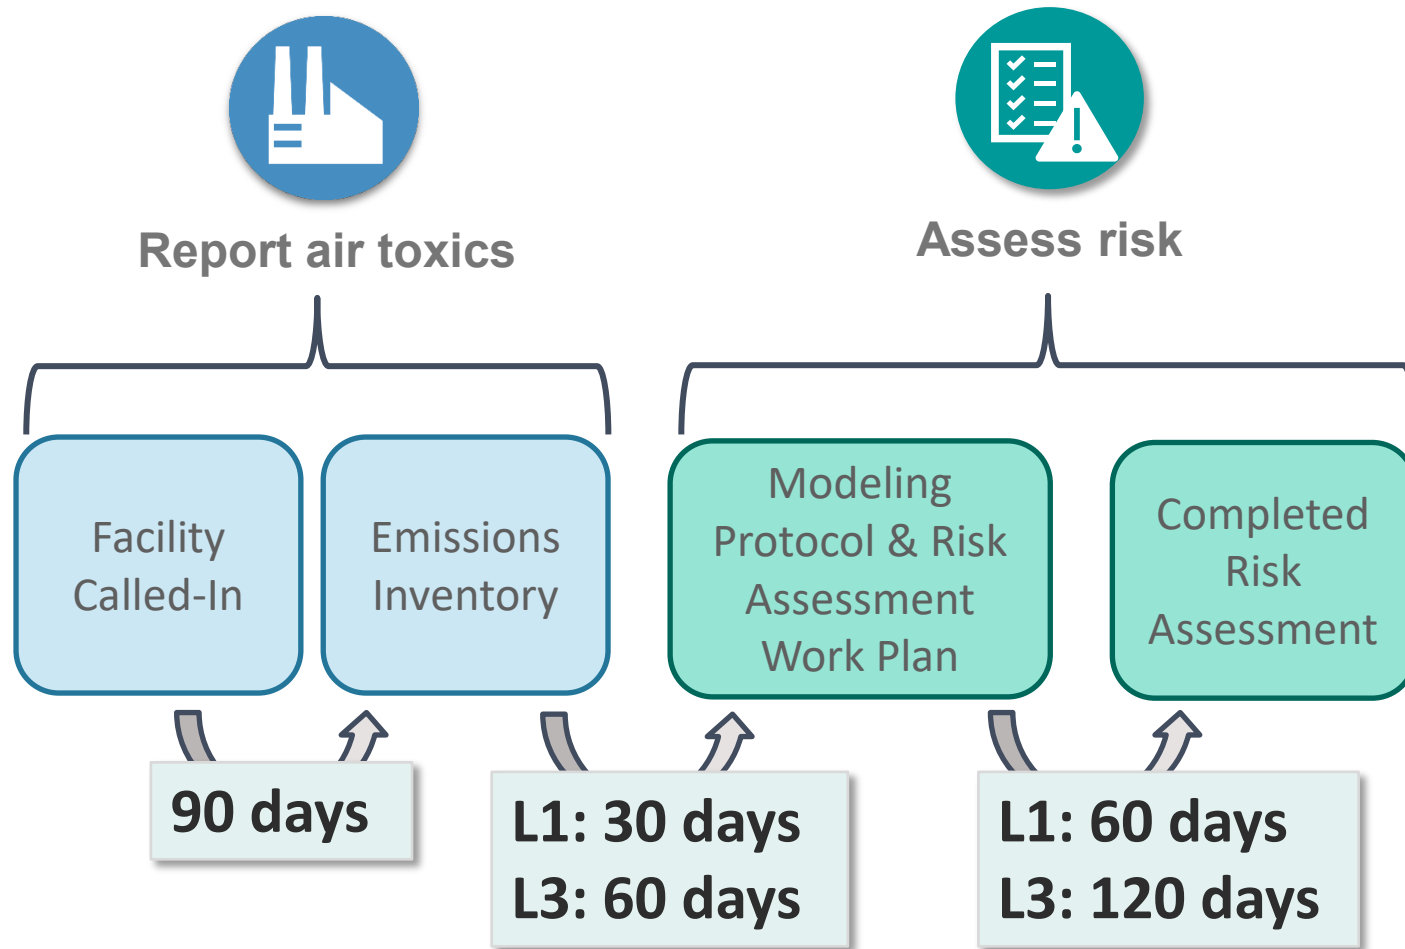 Report air toxics
Assess risk
Facility
Called-In
Emissions
Inventory
Modeling
Protocol & Risk
Assessment
Work Plan
Completed
Risk
Assessment
90 days
L1: 30 days
L3: 60 days
L1: 60 days
L3: 120 days